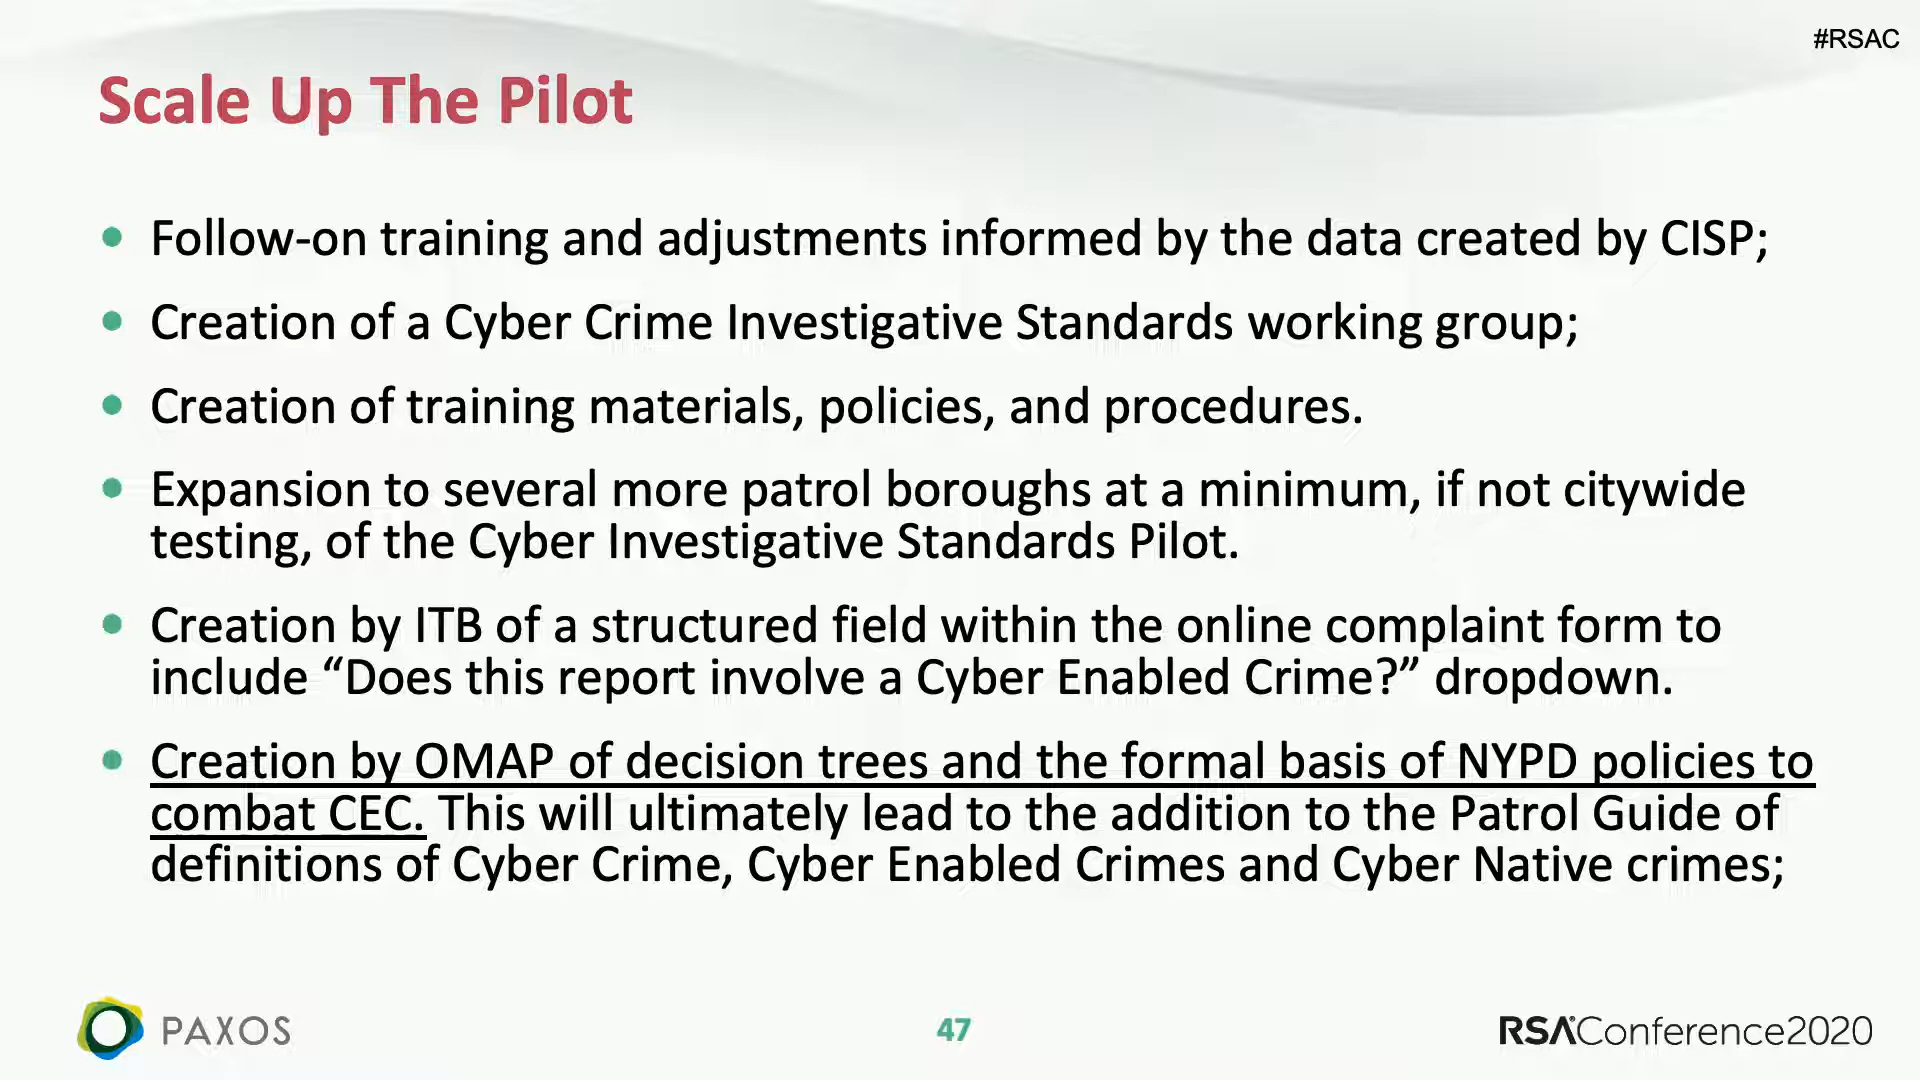 #RSAC
Scale Up The Pilot
• Follow-on training and adjustments informed by the data created by CISP;
• Creation of a Cyber Crime Investigative Standards working group;
• Creation of training materials, policies, and procedures.
• Expansion to several more patrol boroughs at a minimum, if not citywide
testing, of the Cyber Investigative Standards Pilot.
• Creation by ITB of a structured field within the online complaint form to
include “Does this report involve a Cyber Enabled Crime?” dropdown.
• Creation by OMAP of decision trees and the formal basis of NYPD policies to
combat CEC. This will ultimately lead to the addition to the Patrol Guide of
definitions of Cyber Crime, Cyber Enabled Crimes and Cyber Native crimes;
PAXOS
47
RSAConference2020